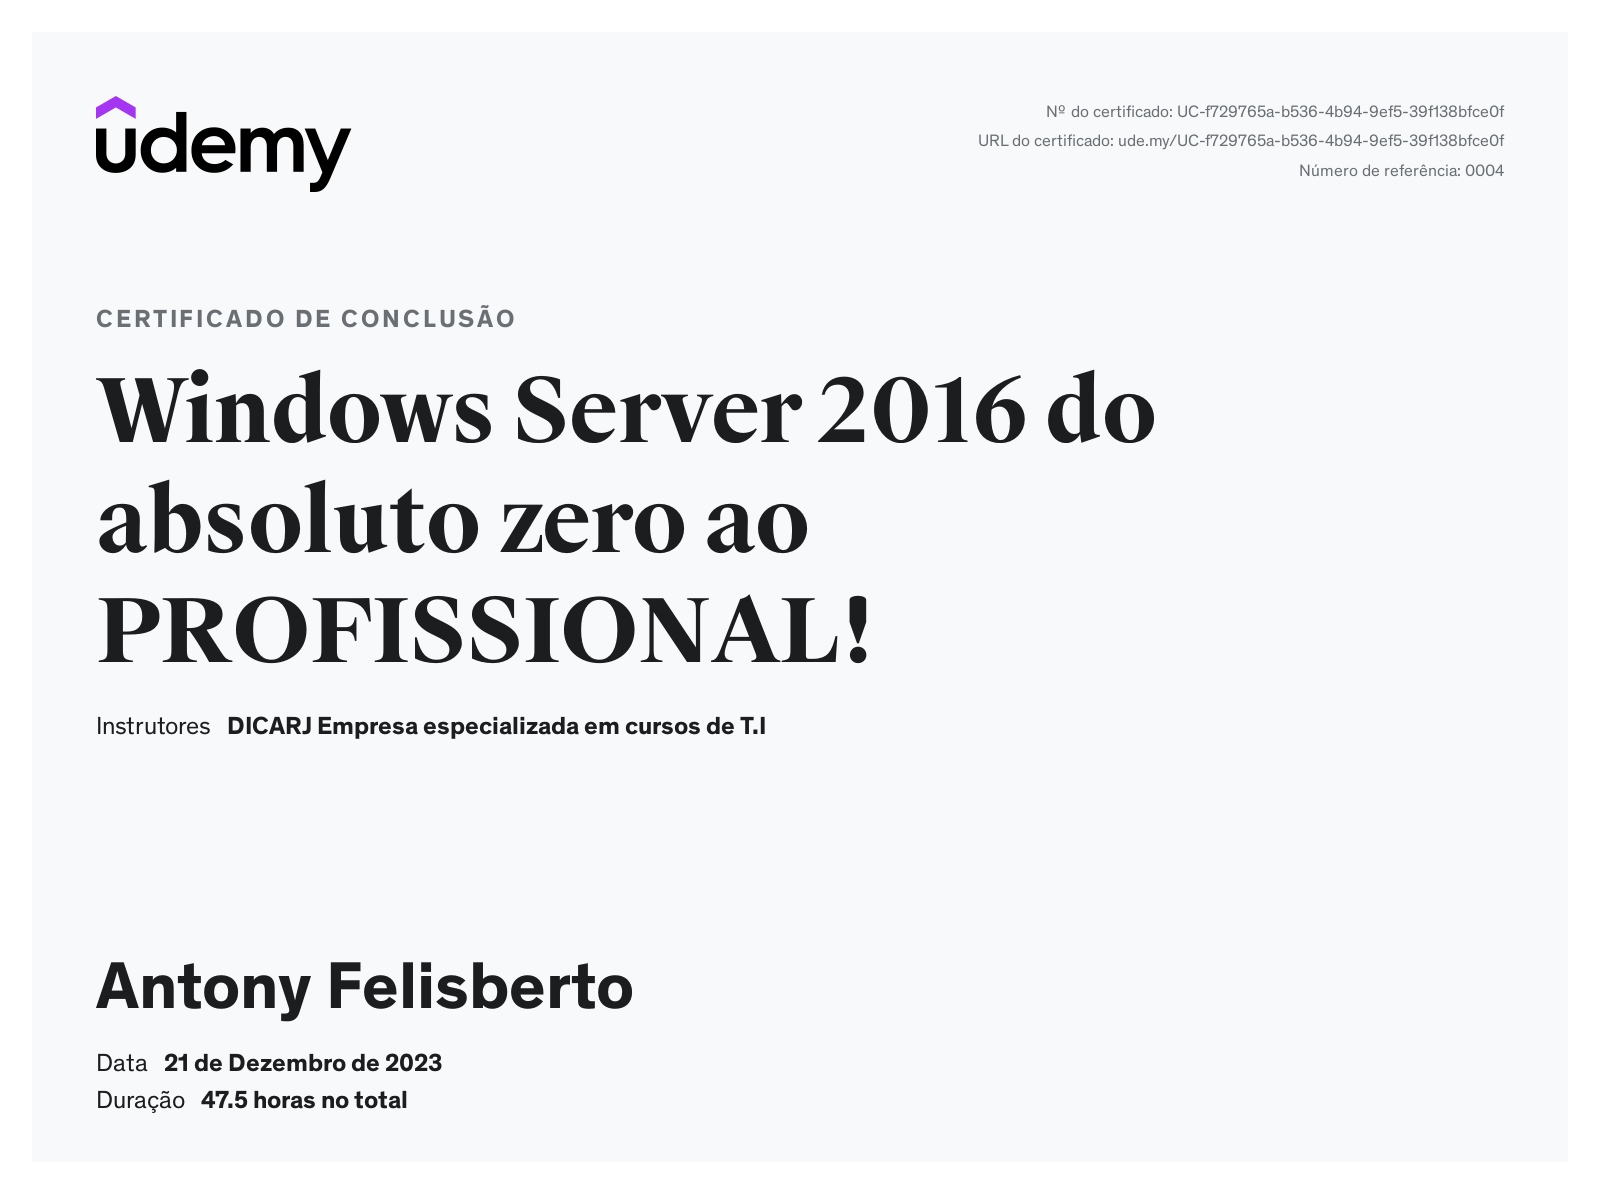 udemy
Nº do certificado: UC-f729765a-b536-4b94-9ef5-39f138bfce0f
URL do certificado: ude.my/UC-f729765a-b536-4b94-9ef5-39f138bfce0f
Número de referência: 0004
CERTIFICADO DE CONCLUSÃO
Windows Server 2016 do
absoluto zero ao
PROFISSIONAL!
Instrutores DICARJ Empresa especializada em cursos de T.I
Antony Felisberto
Data 21 de Dezembro de 2023
Duração 47.5 horas no total